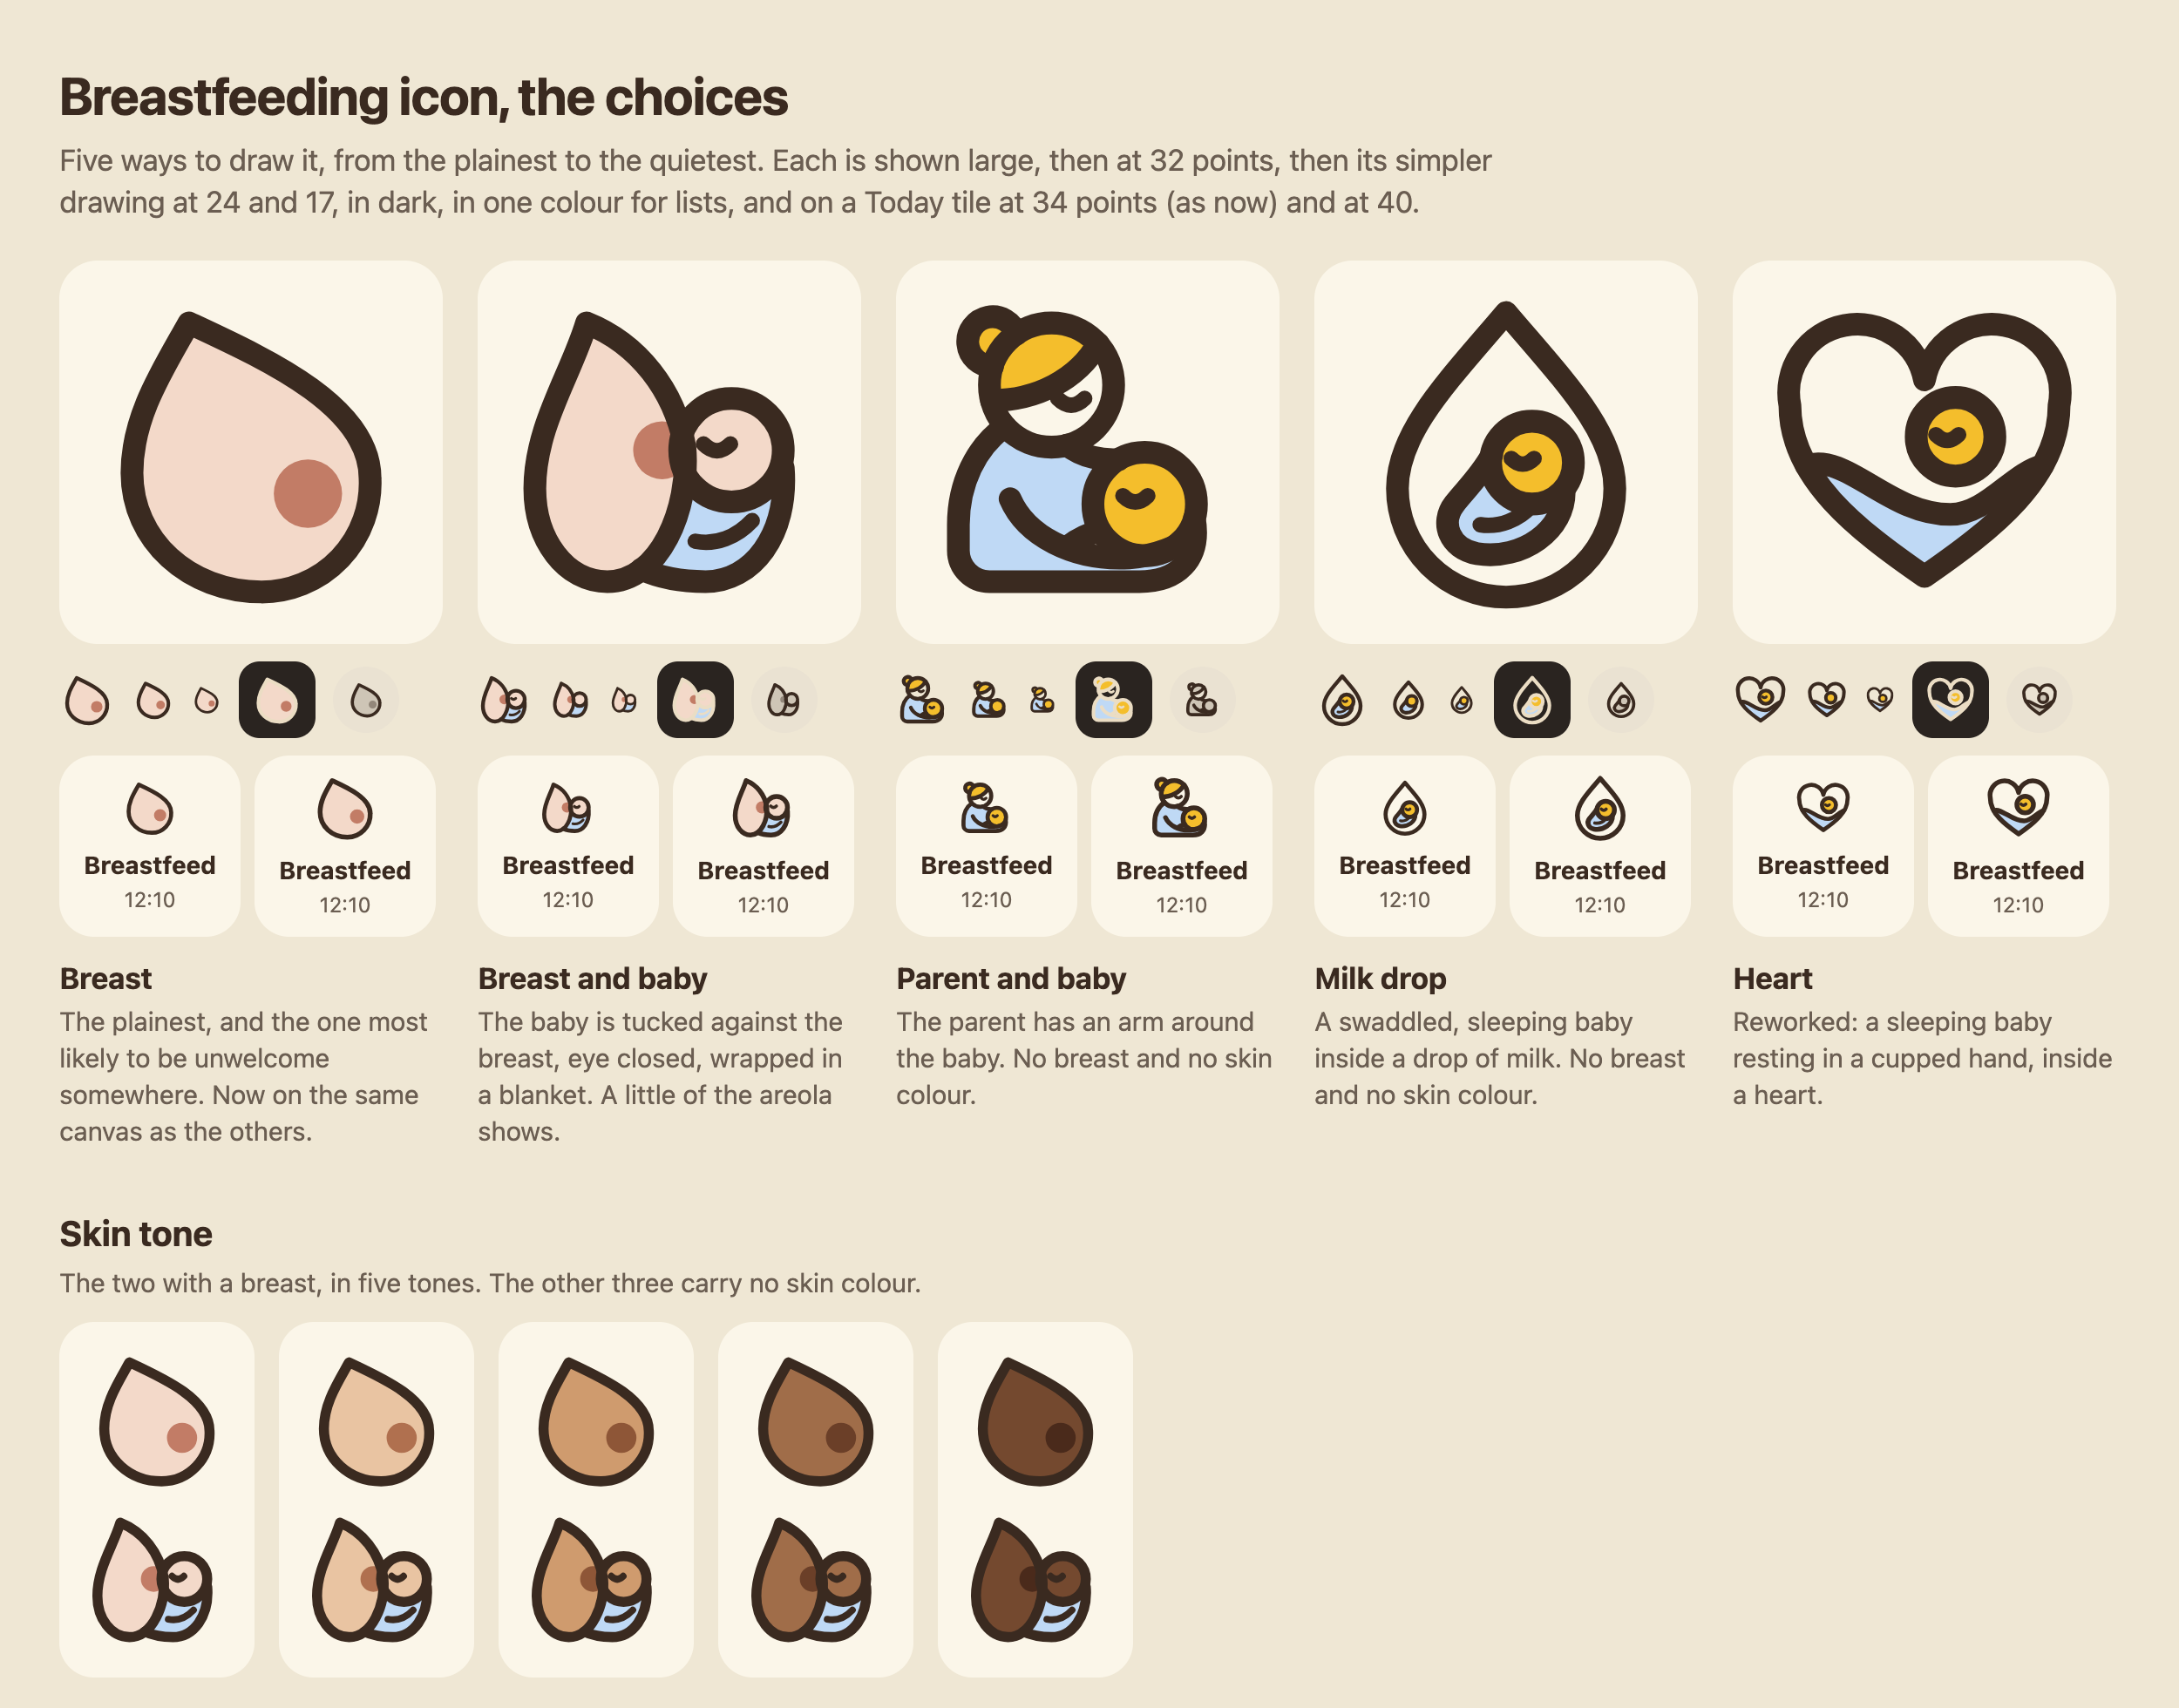 Breastfeeding icon, the choices
Five ways to draw it, from the plainest to the quietest. Each is shown large, then at 32 points, then its simpler
drawing at 24 and 17, in dark, in one colour for lists, and on a Today tile at 34 points (as now) and at 40.
Breastfeed
12:10
Breastfeed
12:10
Breastfeed
12:10
Breastfeed
12:10
Breastfeed
12:10
Breastfeed
12:10
Breastfeed
12:10
Breastfeed
12:10
Breastfeed
12:10
Breastfeed
12:10
Breast
The plainest, and the one most
likely to be unwelcome
somewhere. Now on the same
canvas as the others.
Breast and baby
The baby is tucked against the
breast, eye closed, wrapped in
a blanket. A little of the areola
shows.
Parent and baby
The parent has an arm around
the baby. No breast and no skin
colour.
Milk drop
A swaddled, sleeping baby
inside a drop of milk. No breast
and no skin colour.
Heart
Reworked: a sleeping baby
resting in a cupped hand, inside
a heart.
Skin tone
The two with a breast, in five tones. The other three carry no skin colour.